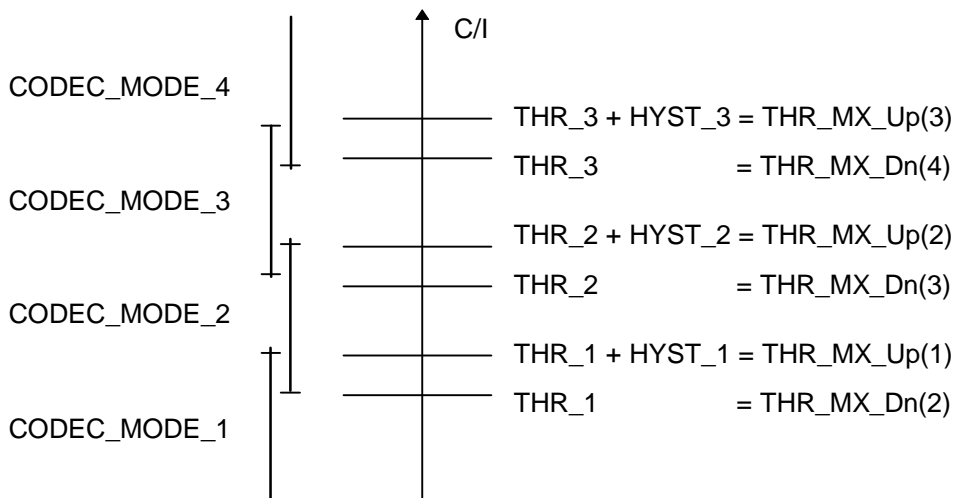 C/I
CODEC_MODE_4
THR_3 + HYST_3 = THR_MX_Up(3)
THR_3 = THR_MX_Dn(4)
CODEC_MODE_3
THR_2 + HYST_2 = THR_MX_Up(2)
THR_2 = THR_MX_Dn(3)
CODEC_MODE_2
THR_1 + HYST_1 = THR_MX_Up(1)
THR_1 = THR_MX_Dn(2)
CODEC_MODE_1